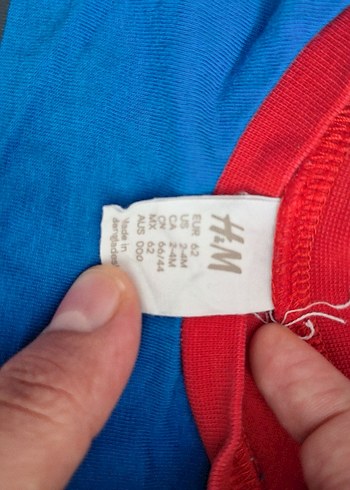 H&M
EUR 62
US 2-4M
CA 2-4M
CN 66/44
MX 62
AUS 000
Made in
Bangladesh